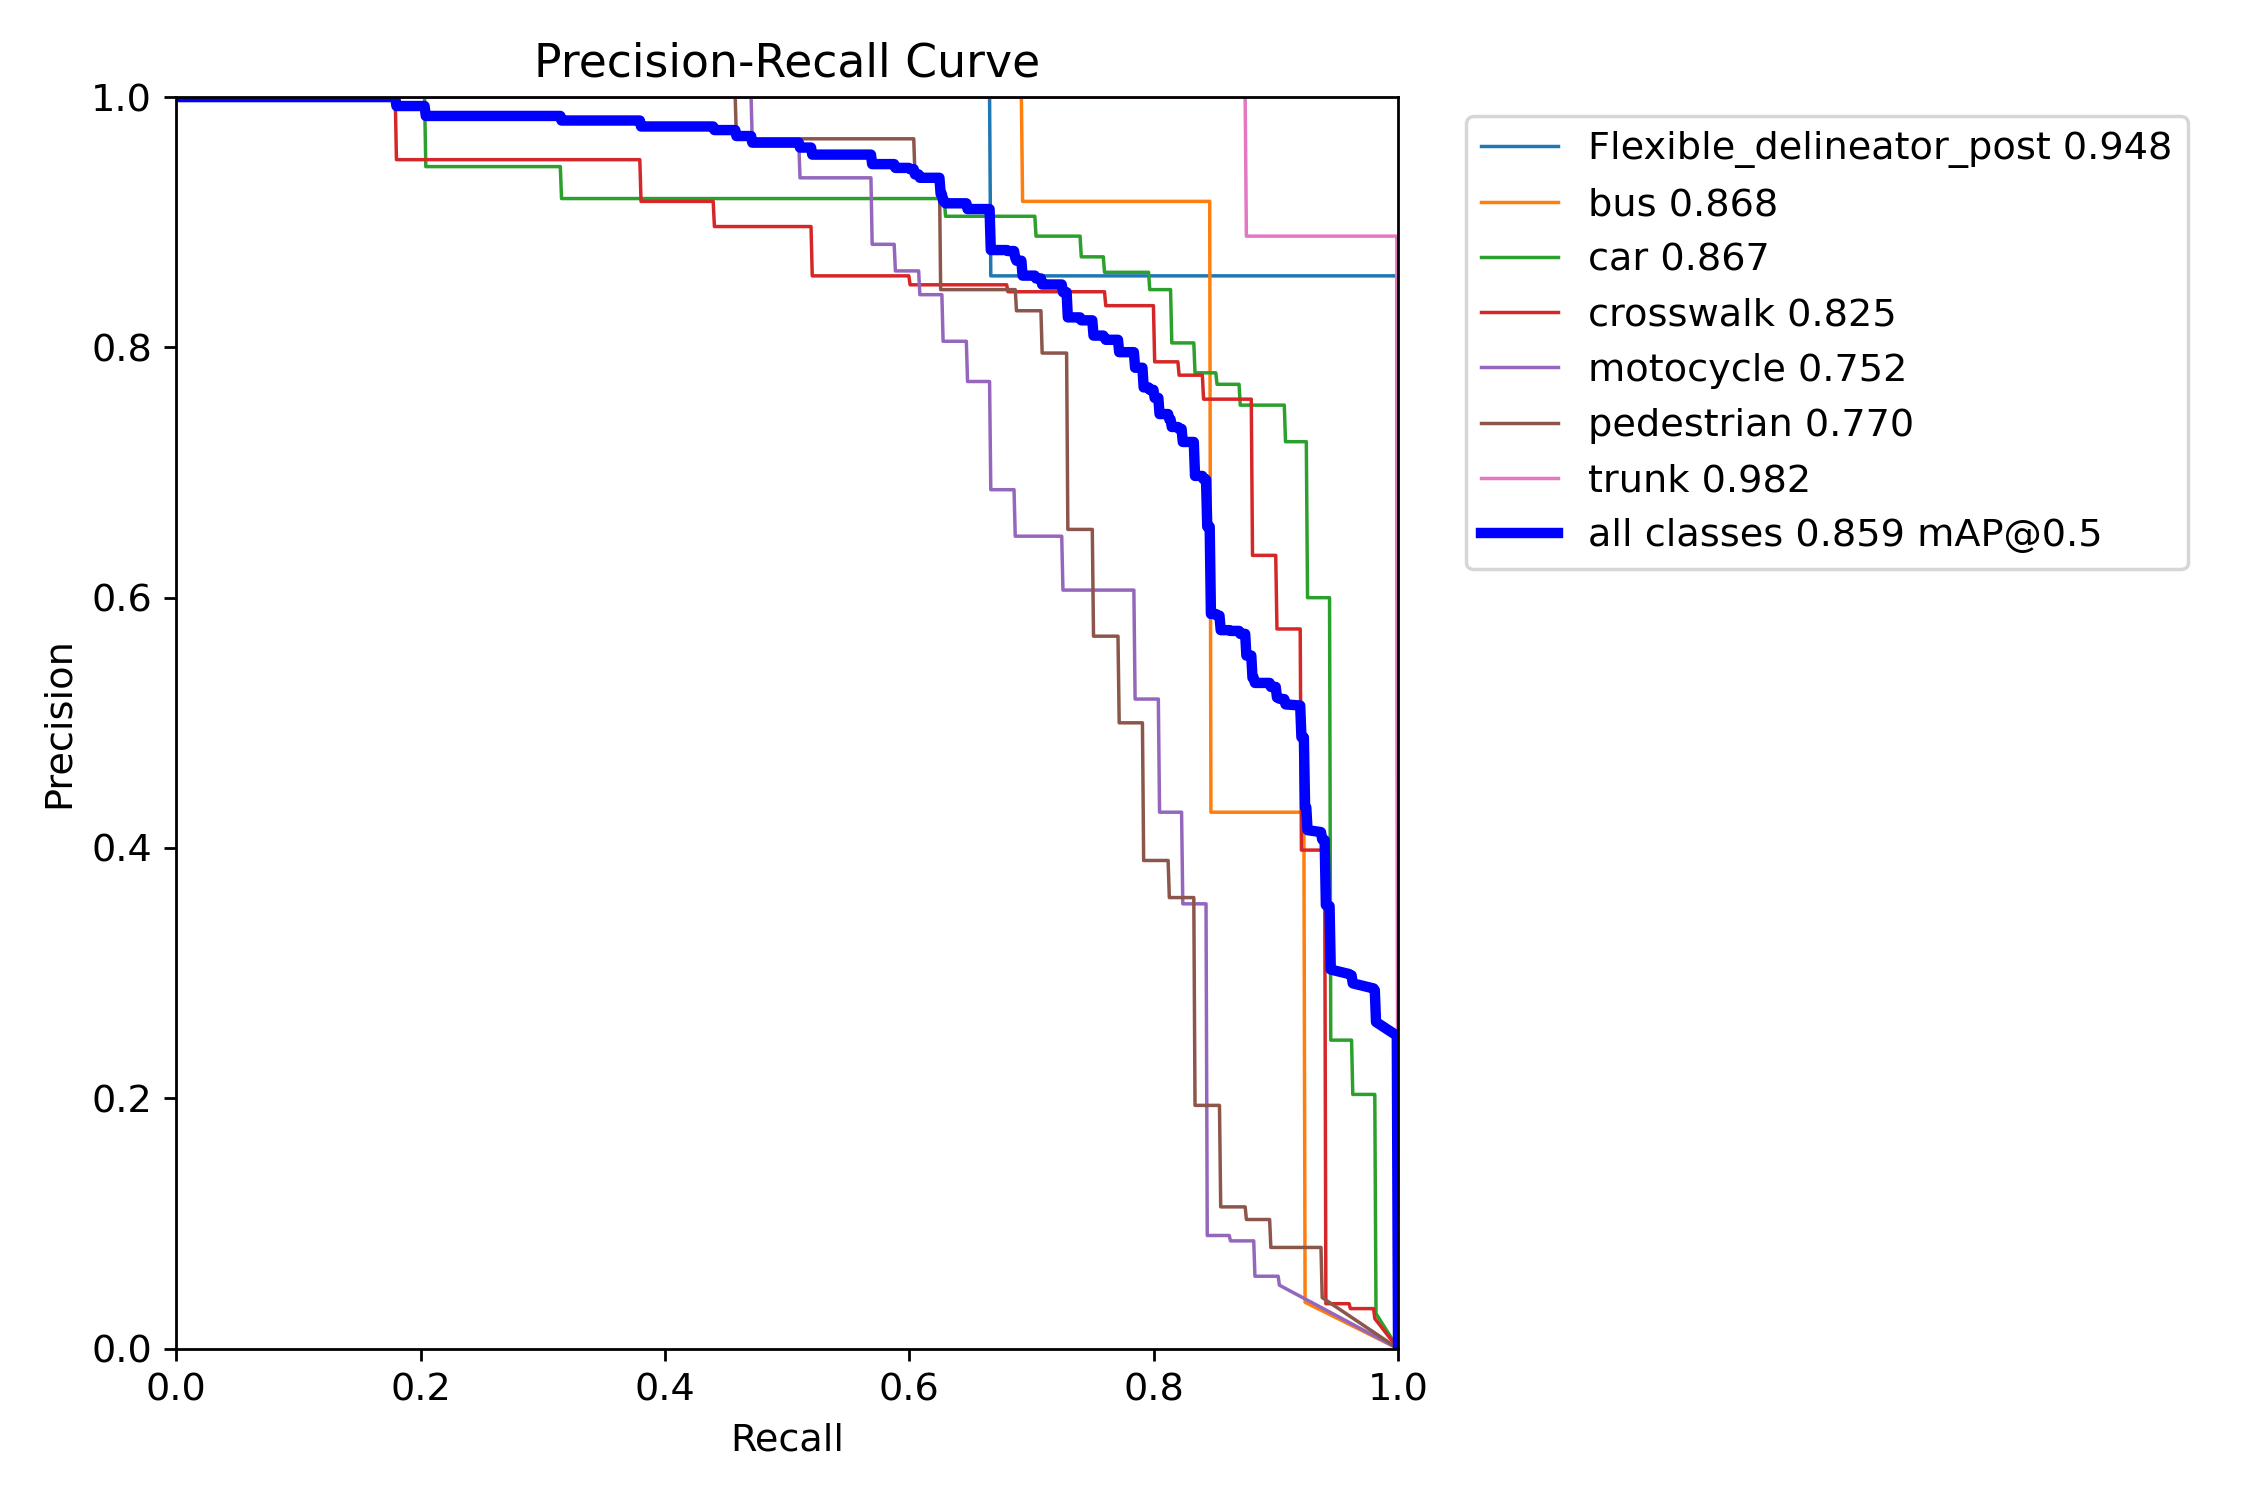 Precision-Recall Curve
1.0
0.8
0.6
0.4
0.2
0.0
Precision
0.0 0.2 0.4 0.6 0.8 1.0
Recall
Flexible_delineator_post 0.948
bus 0.868
car 0.867
crosswalk 0.825
motocycle 0.752
pedestrian 0.770
trunk 0.982
all classes 0.859 mAP@0.5